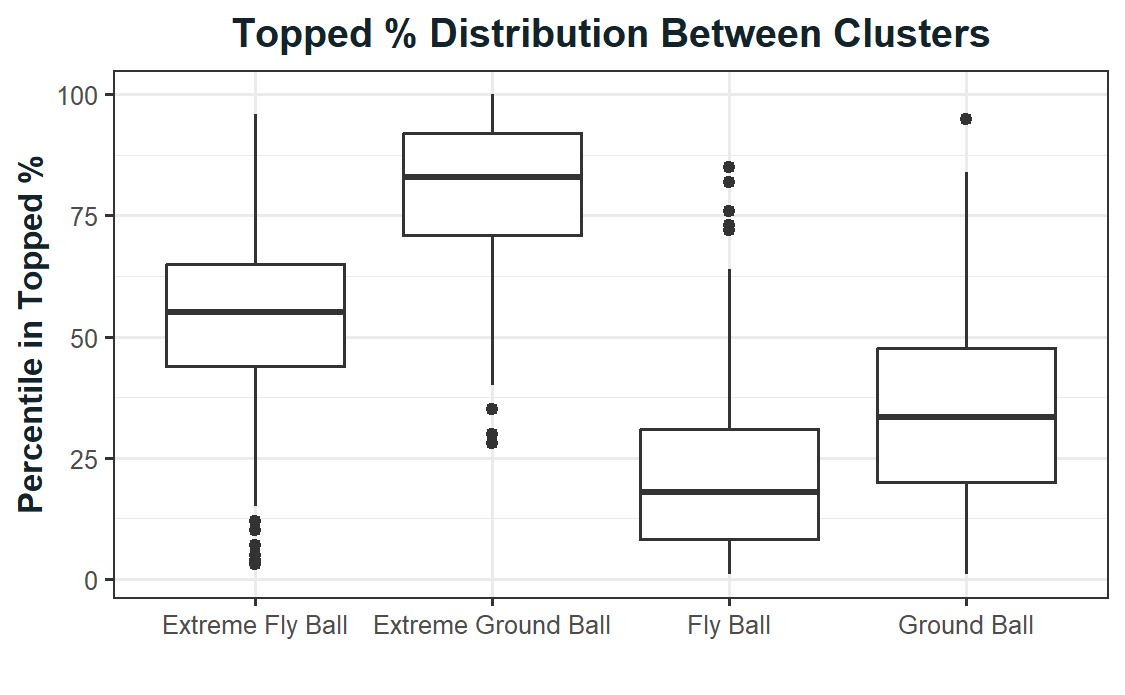 Topped % Distribution Between Clusters
Percentile in Topped %
100
75
50
25
0
Extreme Fly Ball
Extreme Ground Ball
Fly Ball
Ground Ball